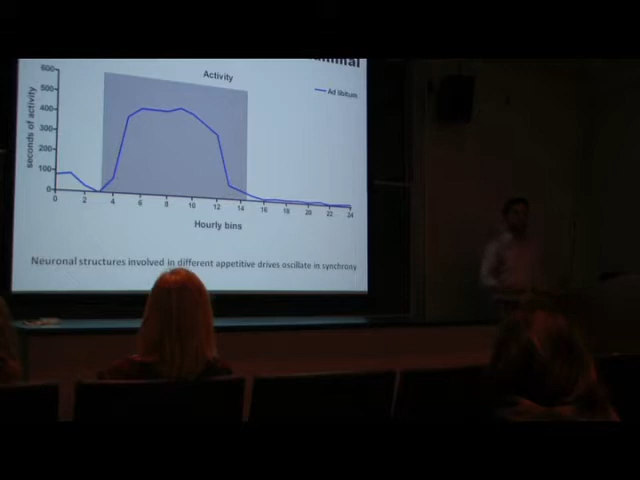 Activity
Ad libitum
seconds of activity
600
500
400
300
200
100
0
0 2 4 6 8 10 12 14 16 18 20 22 24
Hourly bins
Neuronal structures involved in different appetitive drives oscillate in synchrony